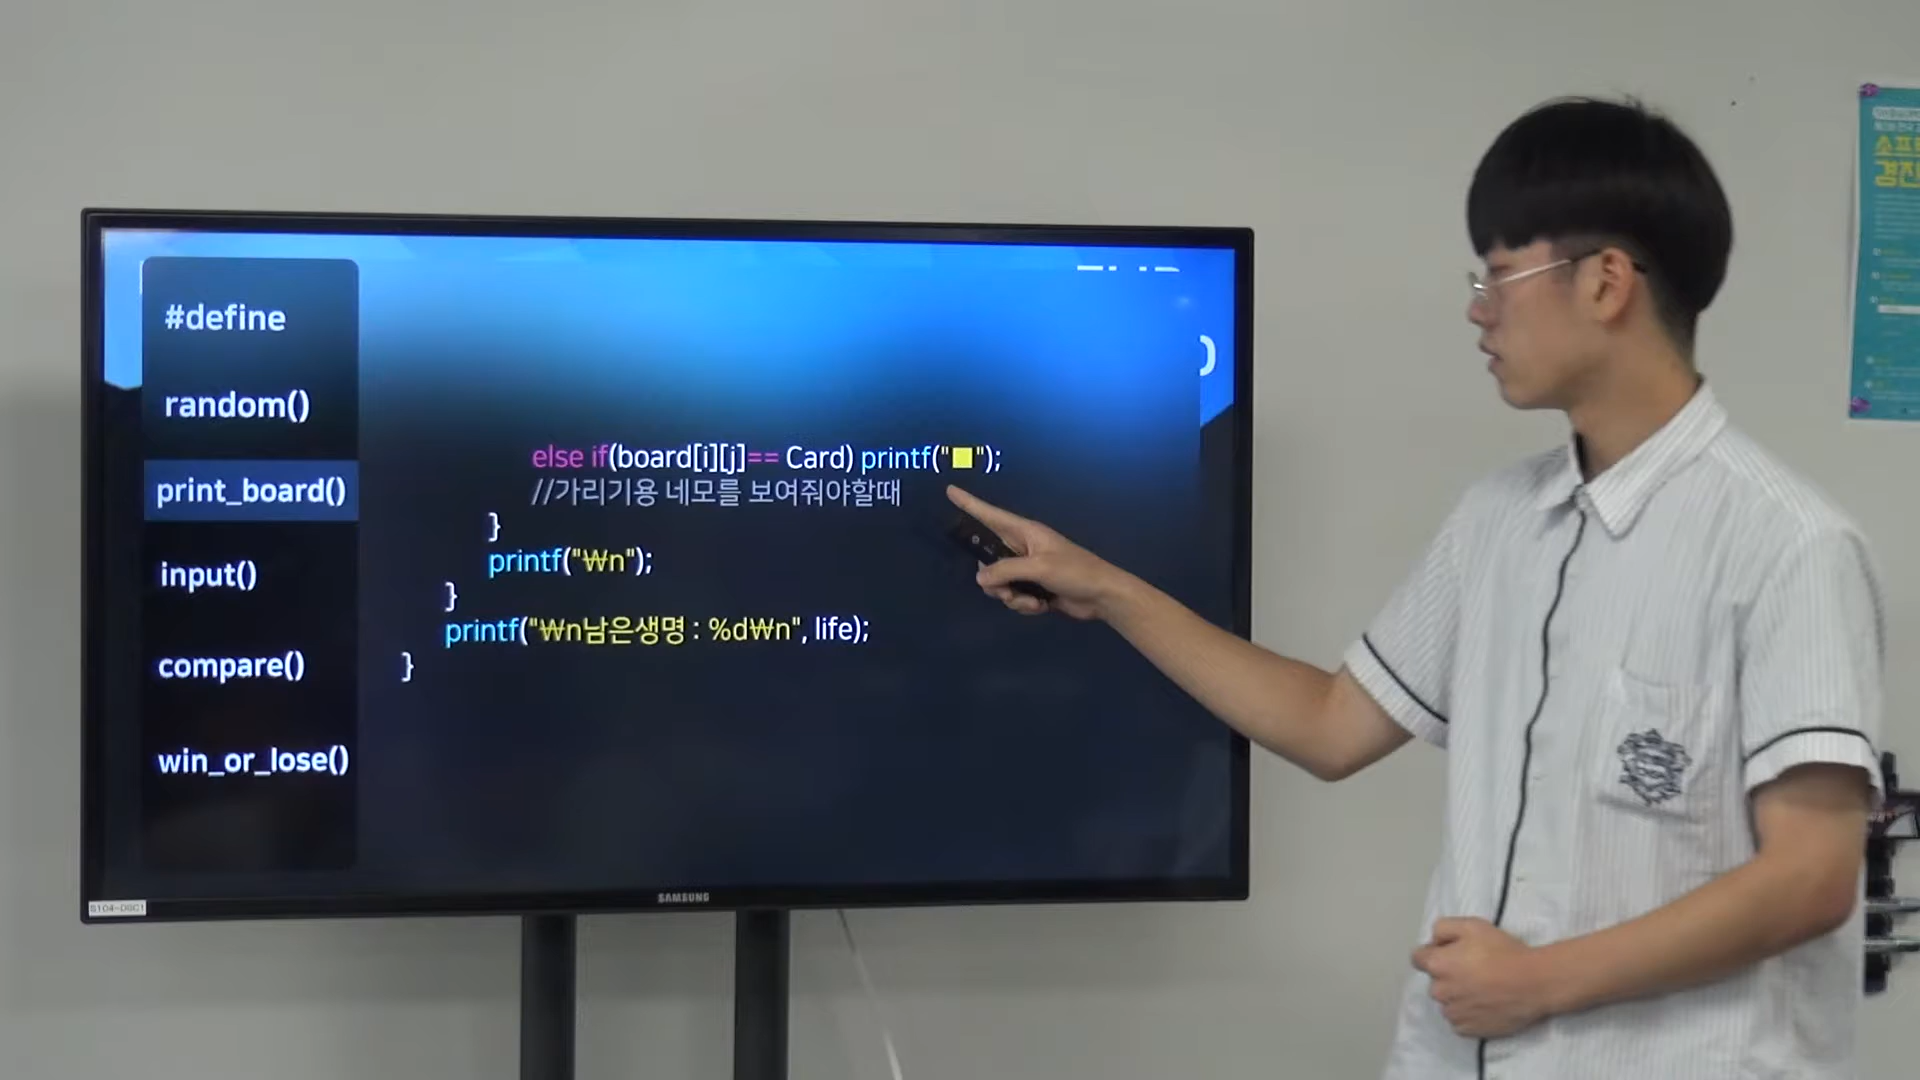 #define
random()
print_board()
input()
compare()
win_or_lose()
else if(board[i][j]== Card) printf("■");
//가리기용 네모를 보여줘야할때
}
printf("₩n");
}
printf("₩n남은생명 : %d₩n", life);
}
SAMSUNG